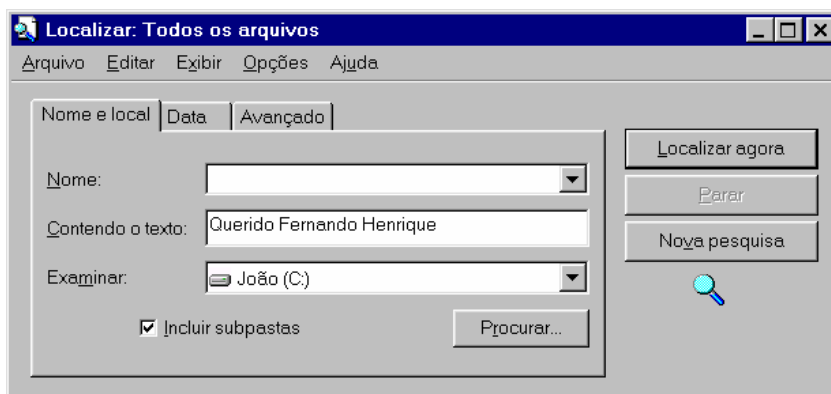 Localizar: Todos os arquivos
Arquivo Editar Exibir Opções Ajuda
Nome e local Data Avançado
Localizar agora
Nome:
Parar
Contendo o texto: Querido Fernando Henrique
Nova pesquisa
Examinar: João (C:)
Incluir subpastas Procurar...